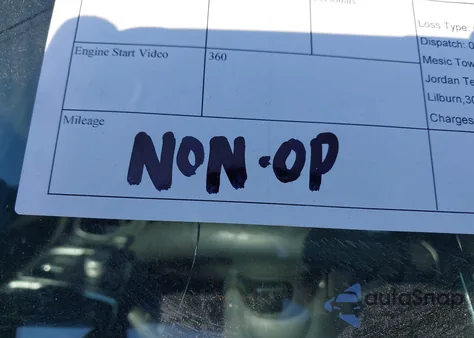 Loss Type:
Dispatch: 0
Engine Start Video 360
Mesic Tow
Jordan Te
Lilburn,30
Charges
Mileage
NON-OP
autoSnap